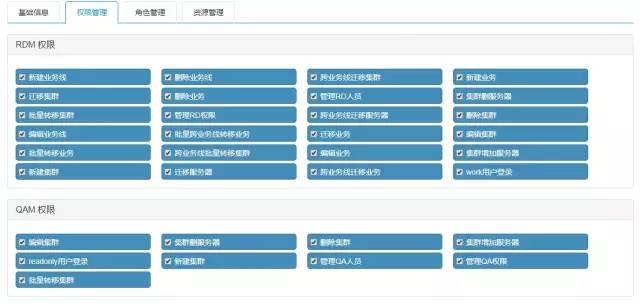 基础信息 权限管理 角色管理 资源管理
RDM 权限
新建业务线 删除业务线 跨业务线迁移集群 新建业务
迁移集群 删除业务 管理RD人员 集群删服务器
批量转移集群 管理RD权限 跨业务线迁移服务器 删除集群
编辑业务线 批量跨业务线转移业务 迁移业务 编辑集群
批量转移业务 跨业务线批量转移集群 编辑业务 集群增加服务器
新建集群 迁移服务器 跨业务线迁移业务 work用户登录
QAM 权限
编辑集群 集群删服务器 删除集群 集群增加服务器
readonly用户登录 新建集群 管理QA人员 管理QA权限
批量转移集群